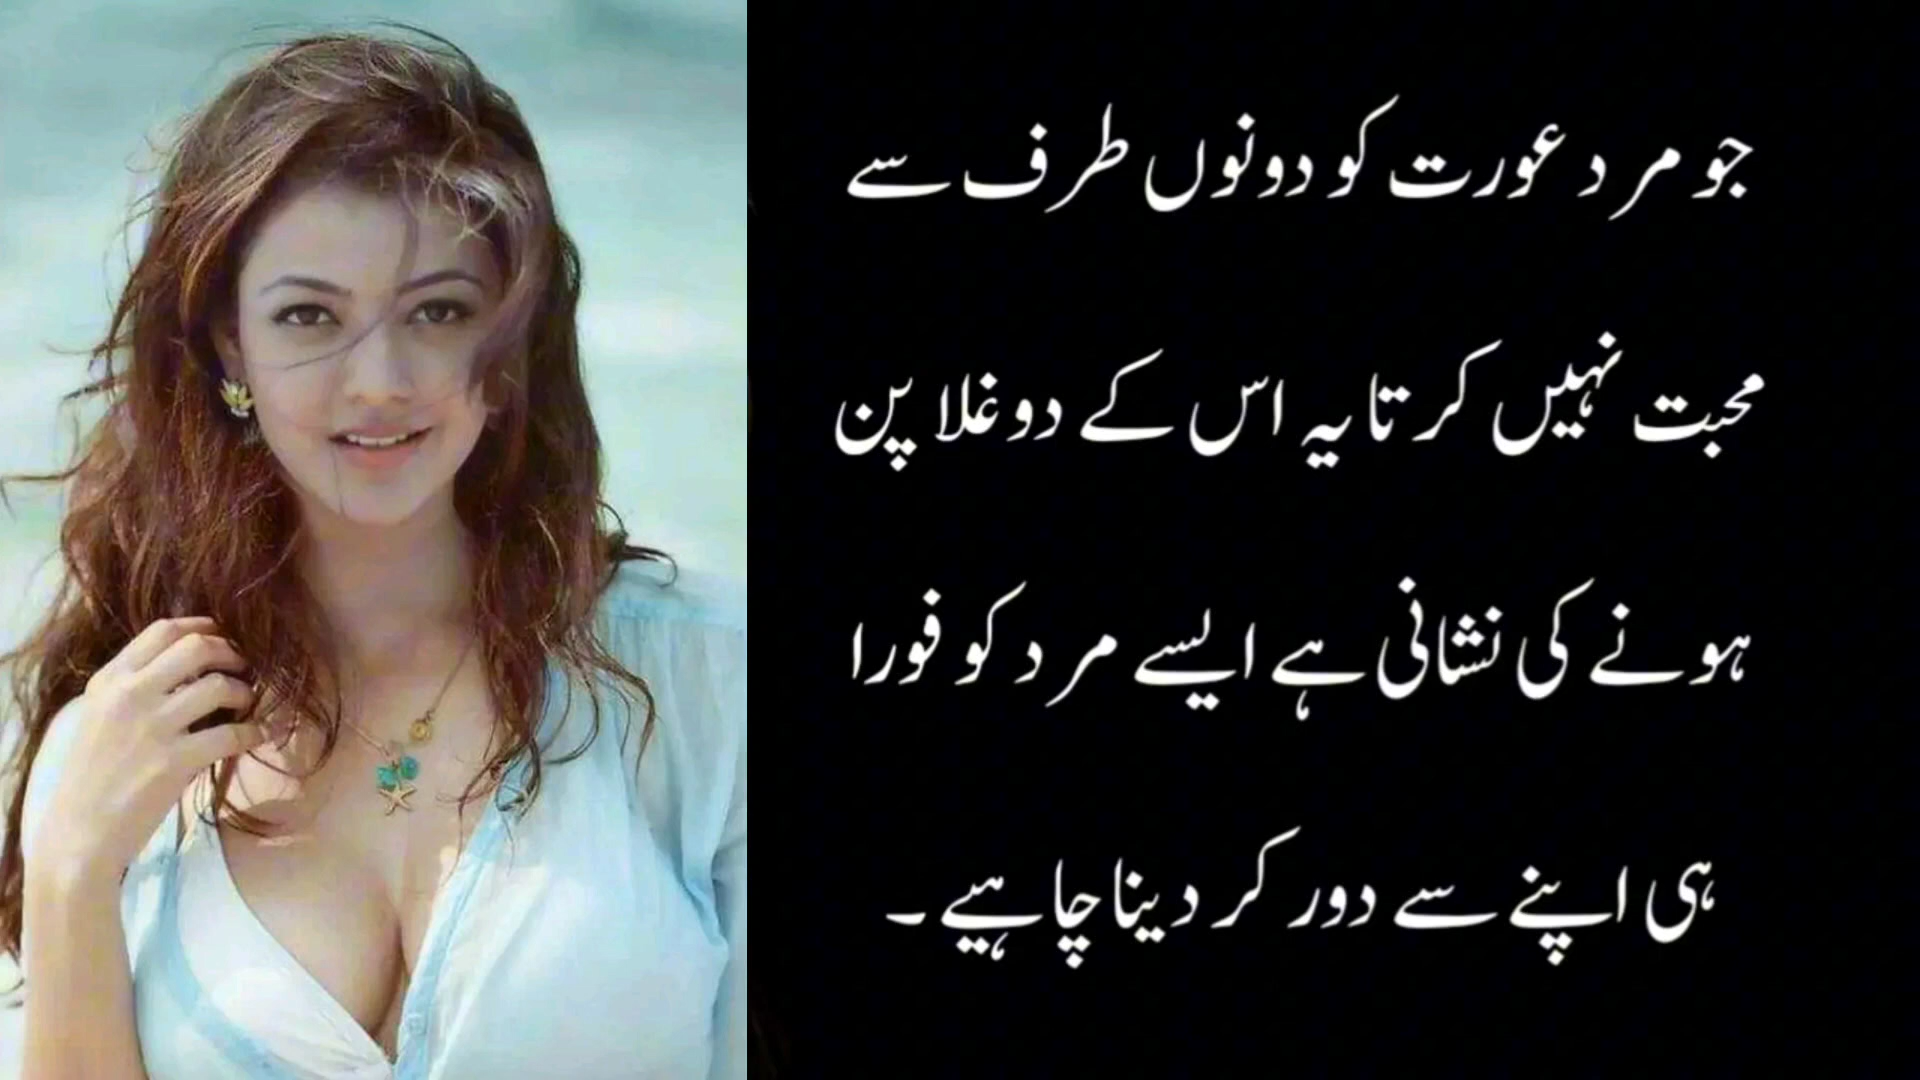 جو مرد عورت کو دونوں طرف سے
محبت نہیں کرتا یہ اس کے دوغلا پن
ہونے کی نشانی ہے ایسے مرد کو فورا
ہی اپنے سے دور کر دینا چاہیے ۔